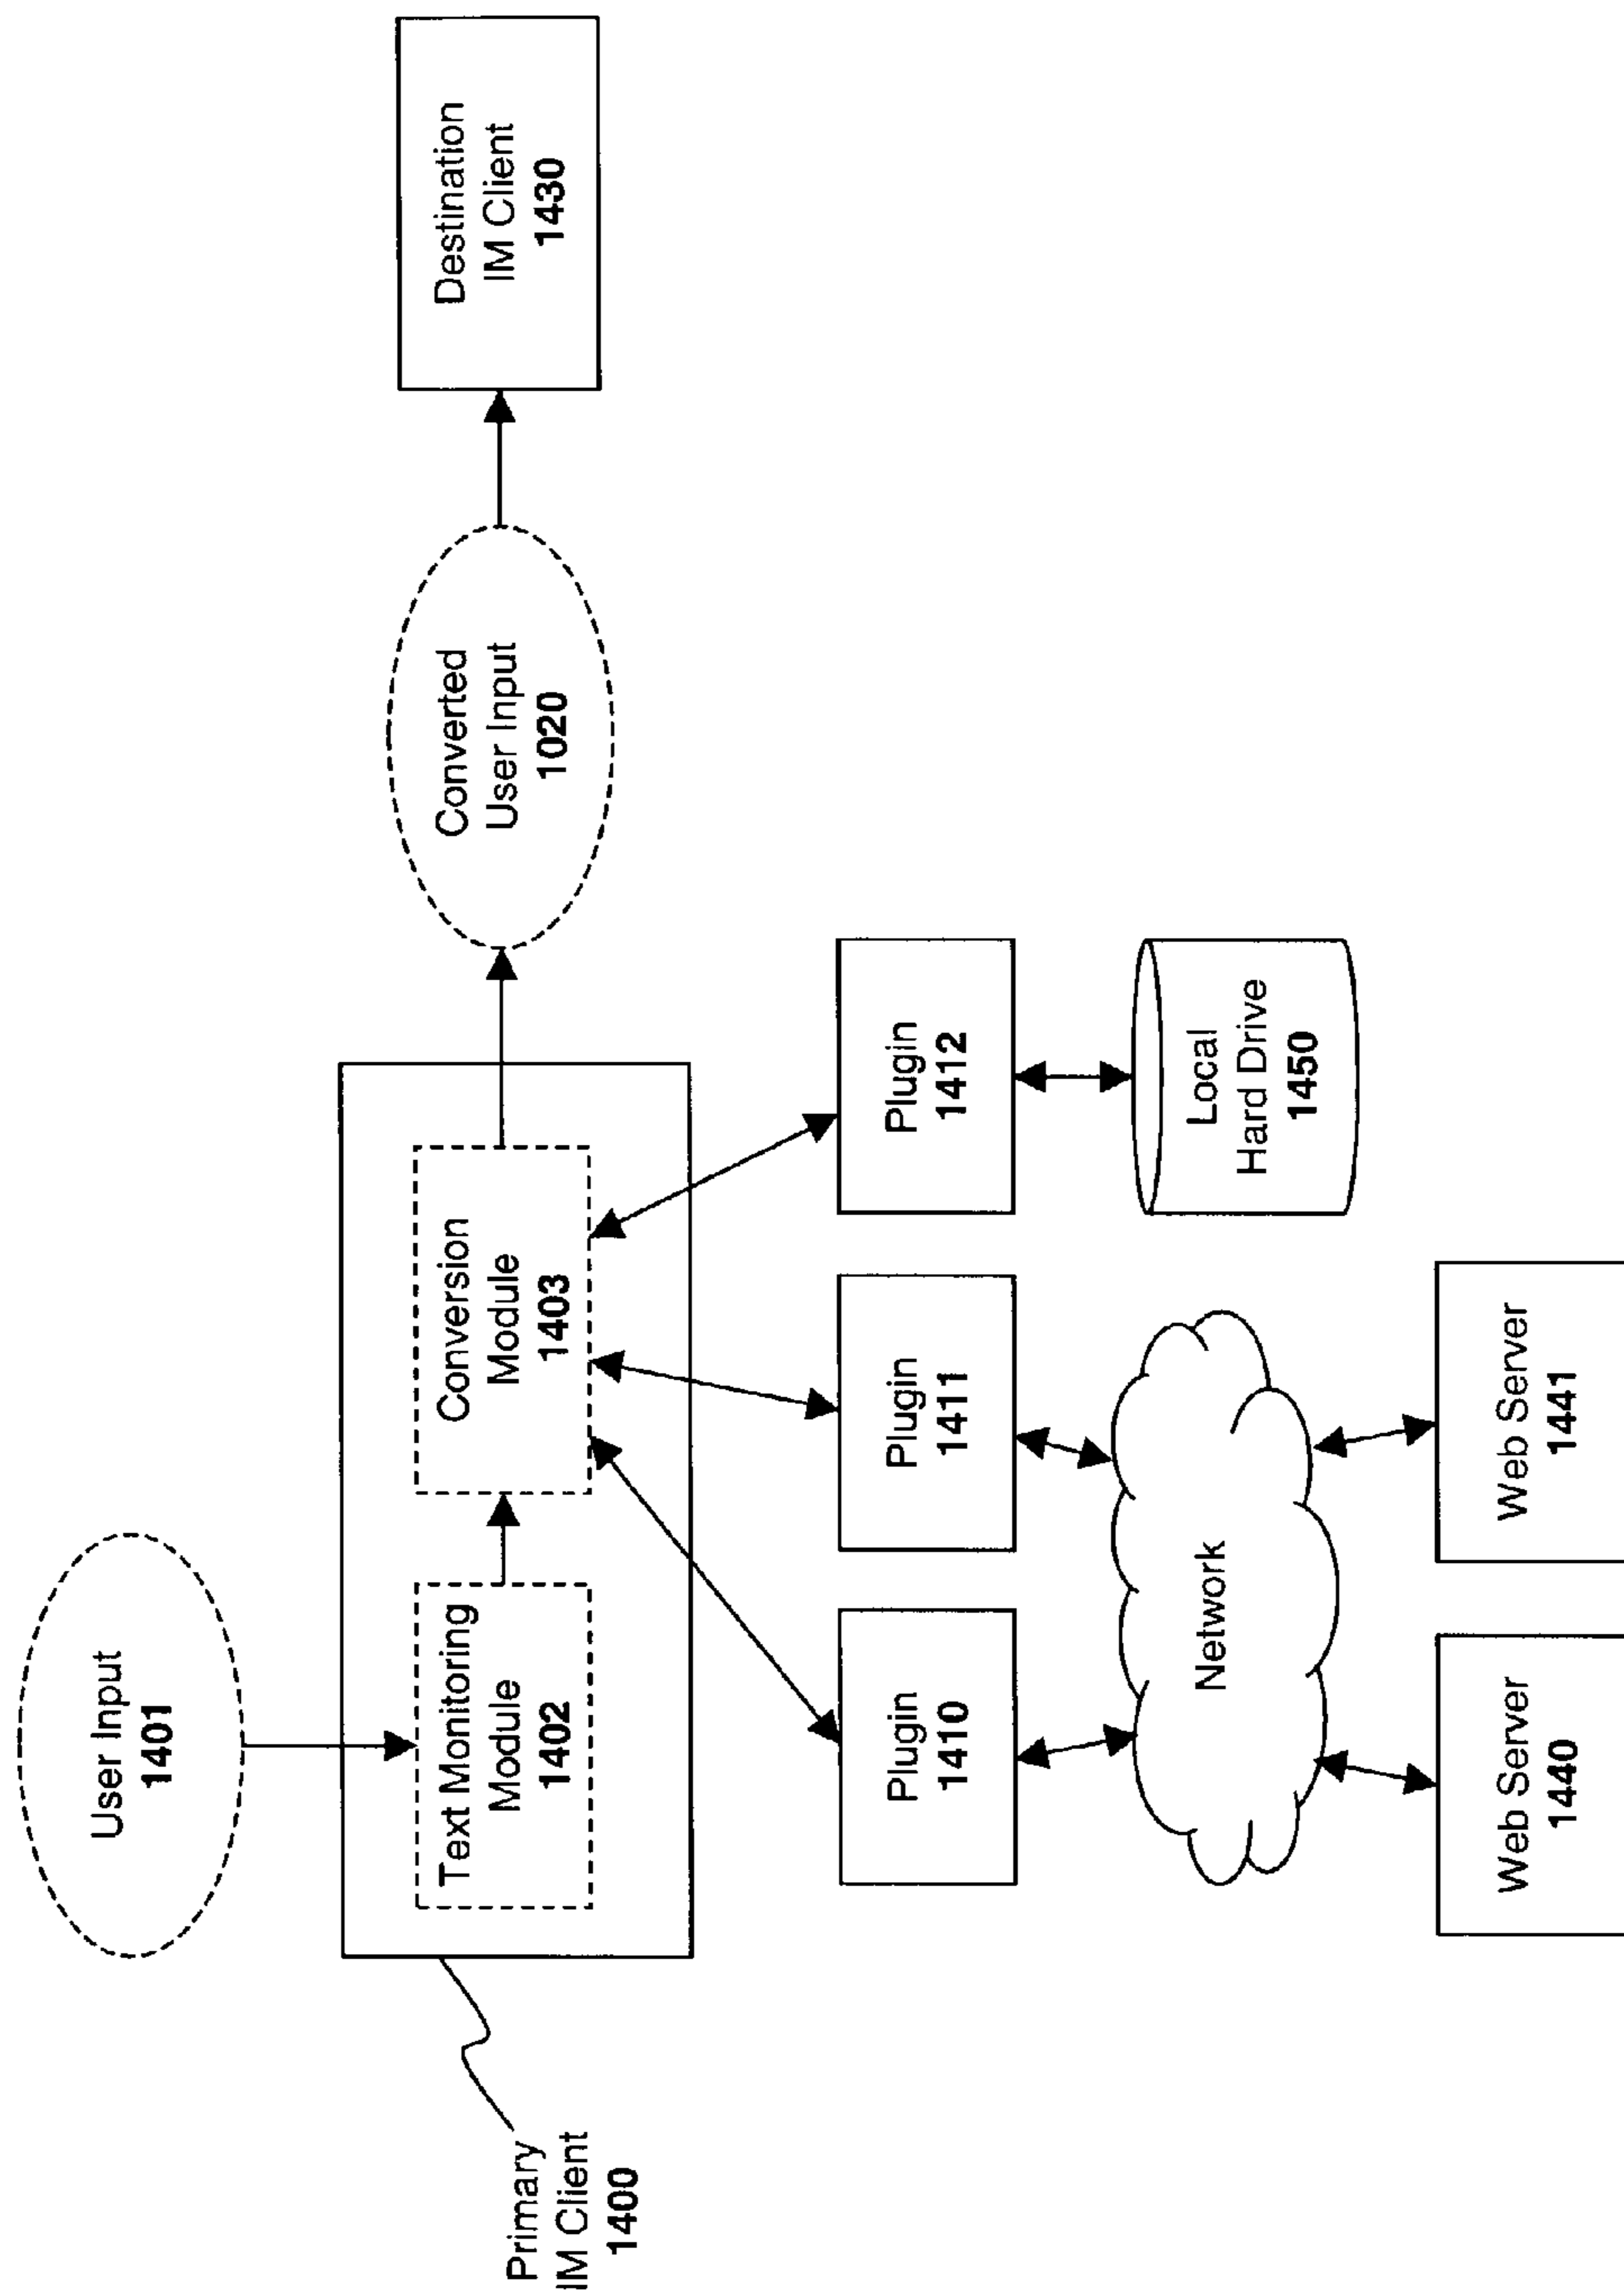 User Input
1401
Primary
IM Client
1400
Text Monitoring
Module
1402
Conversion
Module
1403
Converted
User Input
1020
Destination
IM Client
1430
Plugin
1410
Plugin
1411
Plugin
1412
Network
Local
Hard Drive
1450
Web Server
1440
Web Server
1441